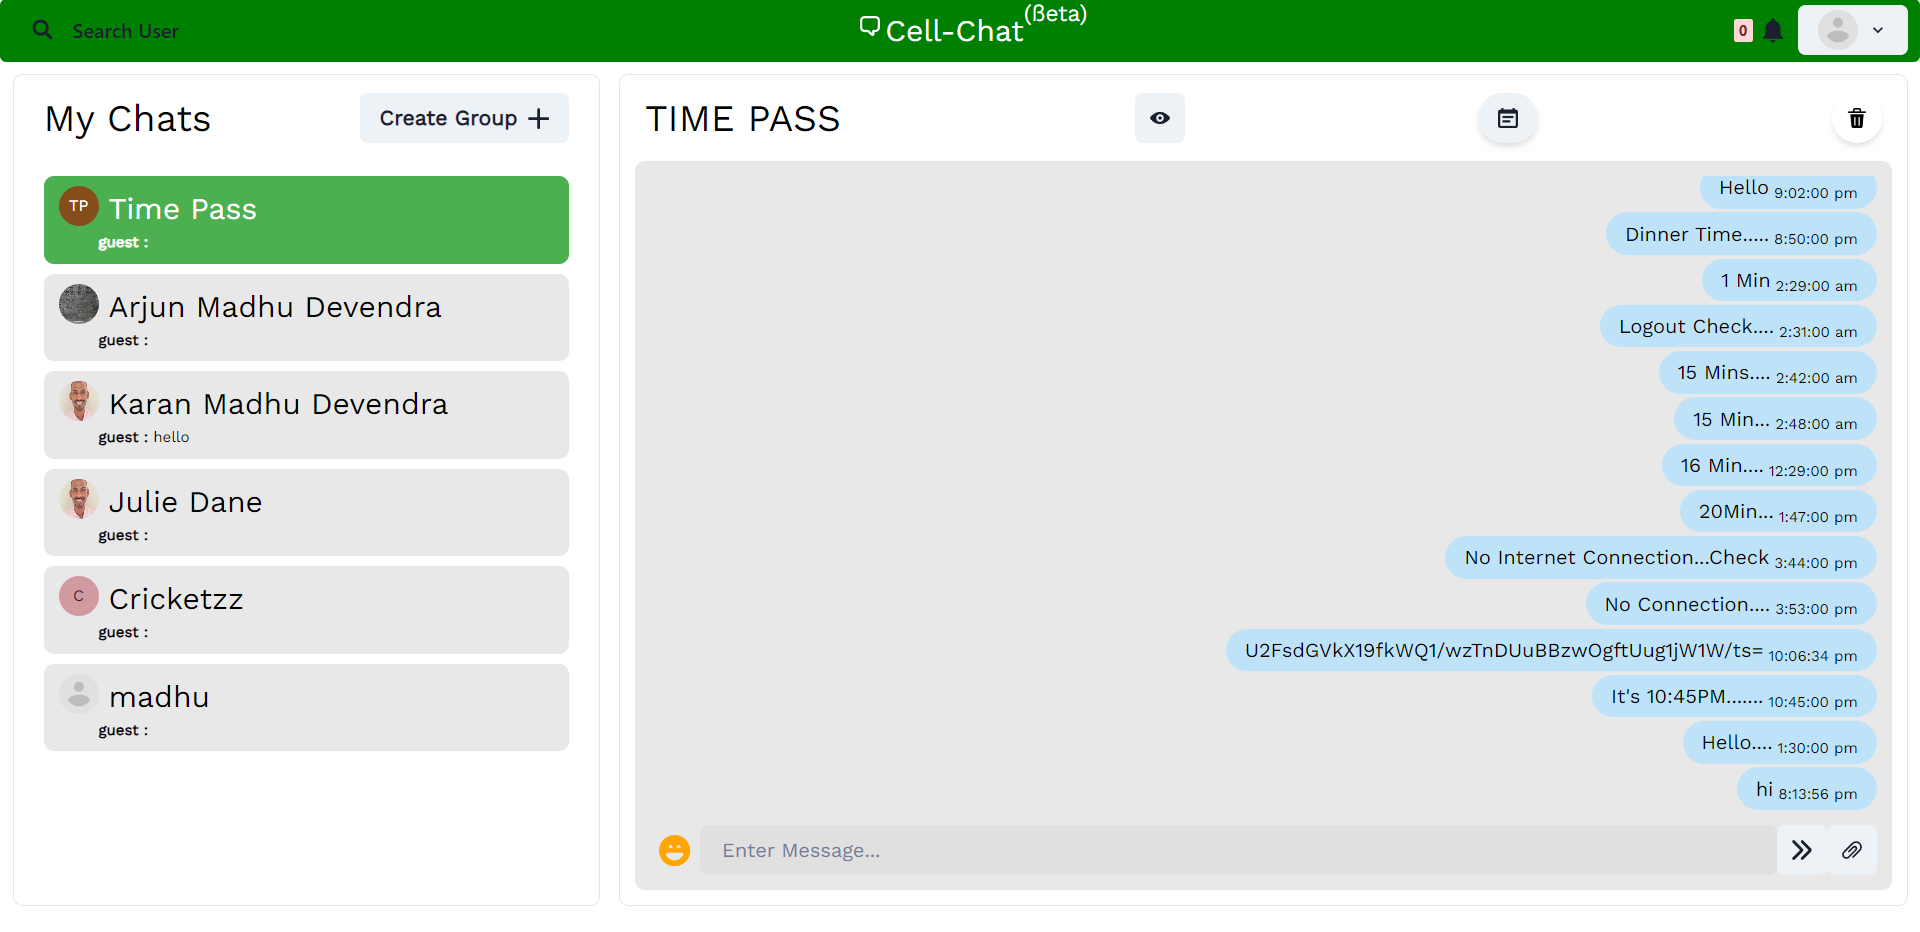 Search User
Cell-Chat(ßeta)
0
My Chats
Create Group
TP
Time Pass
guest :
Arjun Madhu Devendra
guest :
Karan Madhu Devendra
guest : hello
Julie Dane
guest :
C
Cricketzz
guest :
madhu
guest :
TIME PASS
Hello 9:02:00 pm
Dinner Time..... 8:50:00 pm
1 Min 2:29:00 am
Logout Check.... 2:31:00 am
15 Mins.... 2:42:00 am
15 Min... 2:48:00 am
16 Min.... 12:29:00 pm
20Min... 1:47:00 pm
No Internet Connection...Check 3:44:00 pm
No Connection.... 3:53:00 pm
U2FsdGVkX19fkWQ1/wzTnDUuBBzwOgftUug1jW1W/ts= 10:06:34 pm
It's 10:45PM....... 10:45:00 pm
Hello.... 1:30:00 pm
hi 8:13:56 pm
Enter Message...